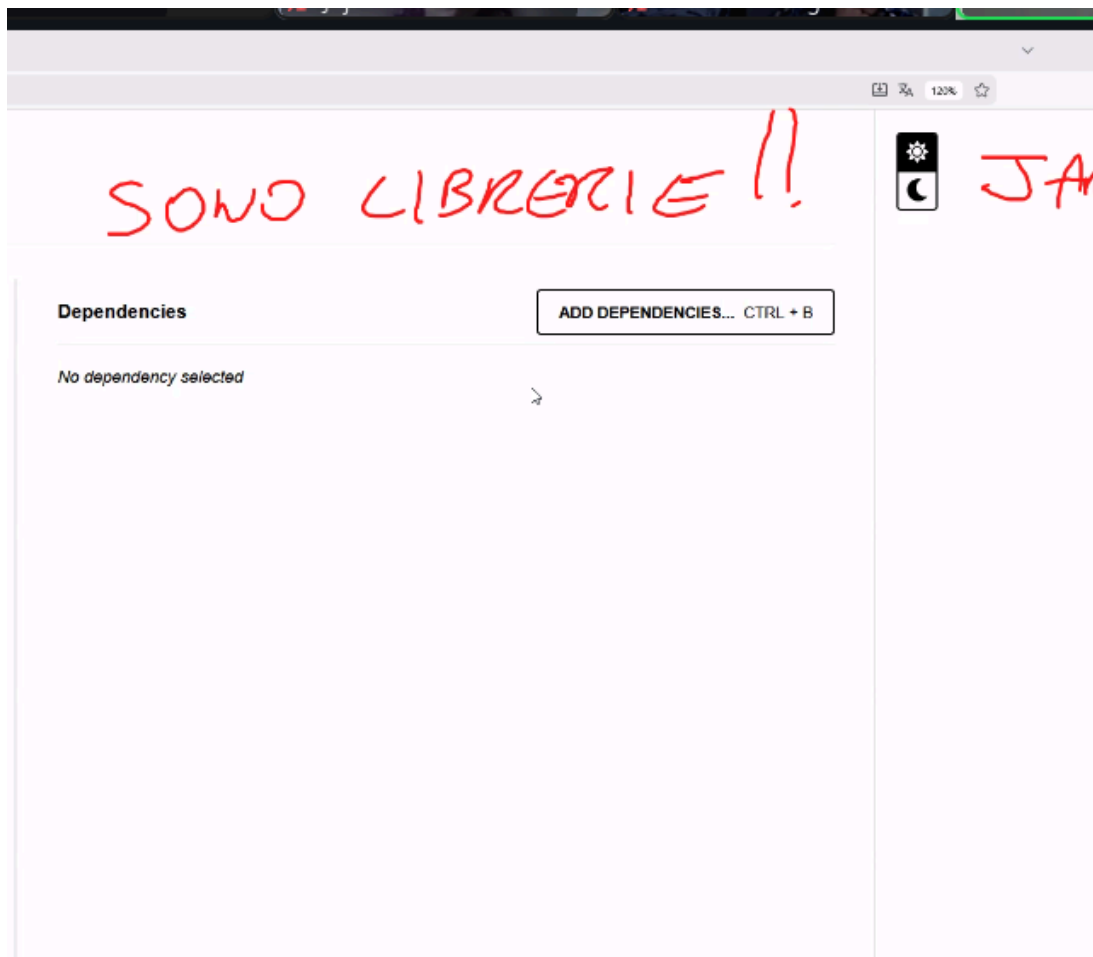 120%
SONO LIBRERIE!!
Dependencies
ADD DEPENDENCIES... CTRL + B
No dependency selected